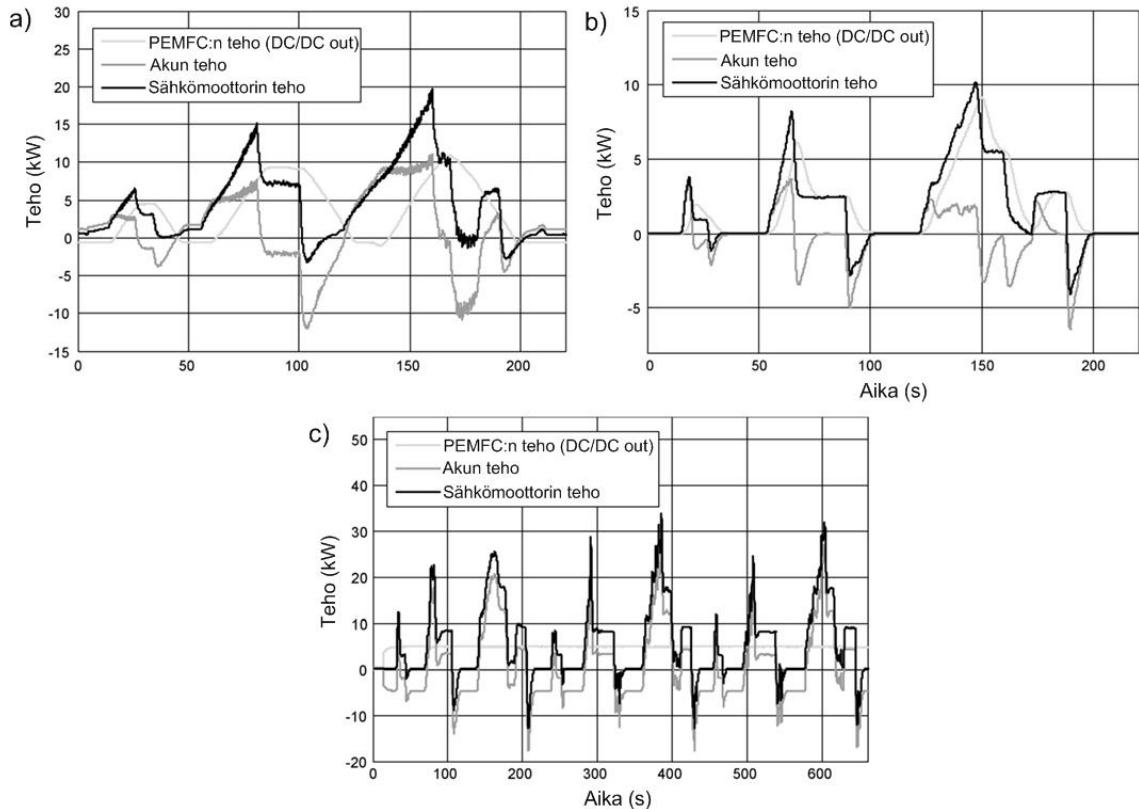 a)
30
25
20
15
10
5
0
-5
-10
-15
Teho (kW)
PEMFC:n teho (DC/DC out)
Akun teho
Sähkömoottorin teho
0 50 100 150 200
b)
15
10
5
0
-5
Teho (kW)
PEMFC:n teho (DC/DC out)
Akun teho
Sähkömoottorin teho
0 50 100 150 200
Aika (s)
c)
50
40
30
20
10
0
-10
-20
Teho (kW)
PEMFC:n teho (DC/DC out)
Akun teho
Sähkömoottorin teho
0 100 200 300 400 500 600
Aika (s)